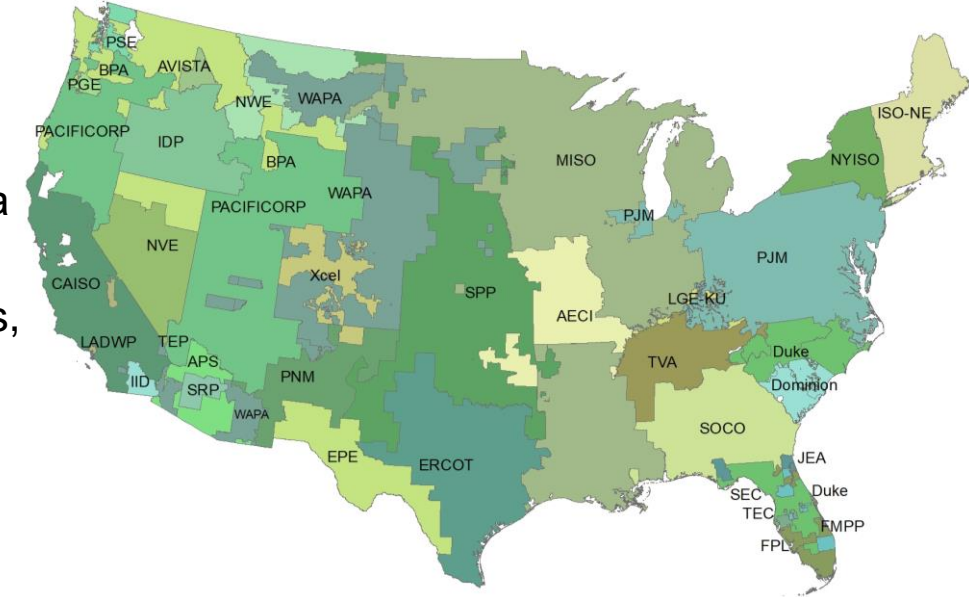 PSE
BPA
PGE
AVISTA
NWE
WAPA
ISO-NE
PACIFICORP
IDP
BPA
MISO
NYISO
WAPA
PACIFICORP
a
PJM
NVE
PJM
Xcel
CAISO
SPP
LGE-KU
s,
AECI
LADWP
TEP
Duke
APS
TVA
PNM
IID
SRP
Dominion
WAPA
SOCO
EPE
ERCOT
JEA
SEC
Duke
TEC
FMPP
FPL